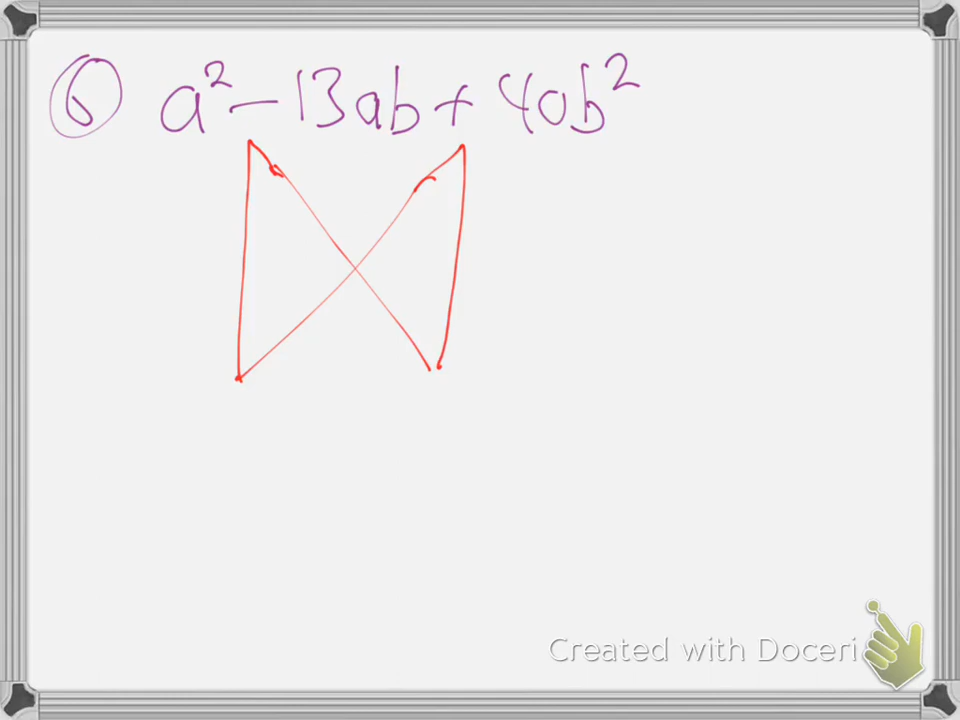 ⑥ a² - 13ab + 40b²
Created with Doceri